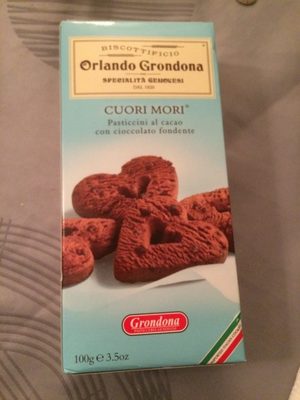 BISCOTTIFICIO
Orlando Grondona
SPECIALITÀ GENOVESI
DAL 1820
CUORI MORI®
Pasticcini al cacao
con cioccolato fondente
Grondona
100g e 3.5oz